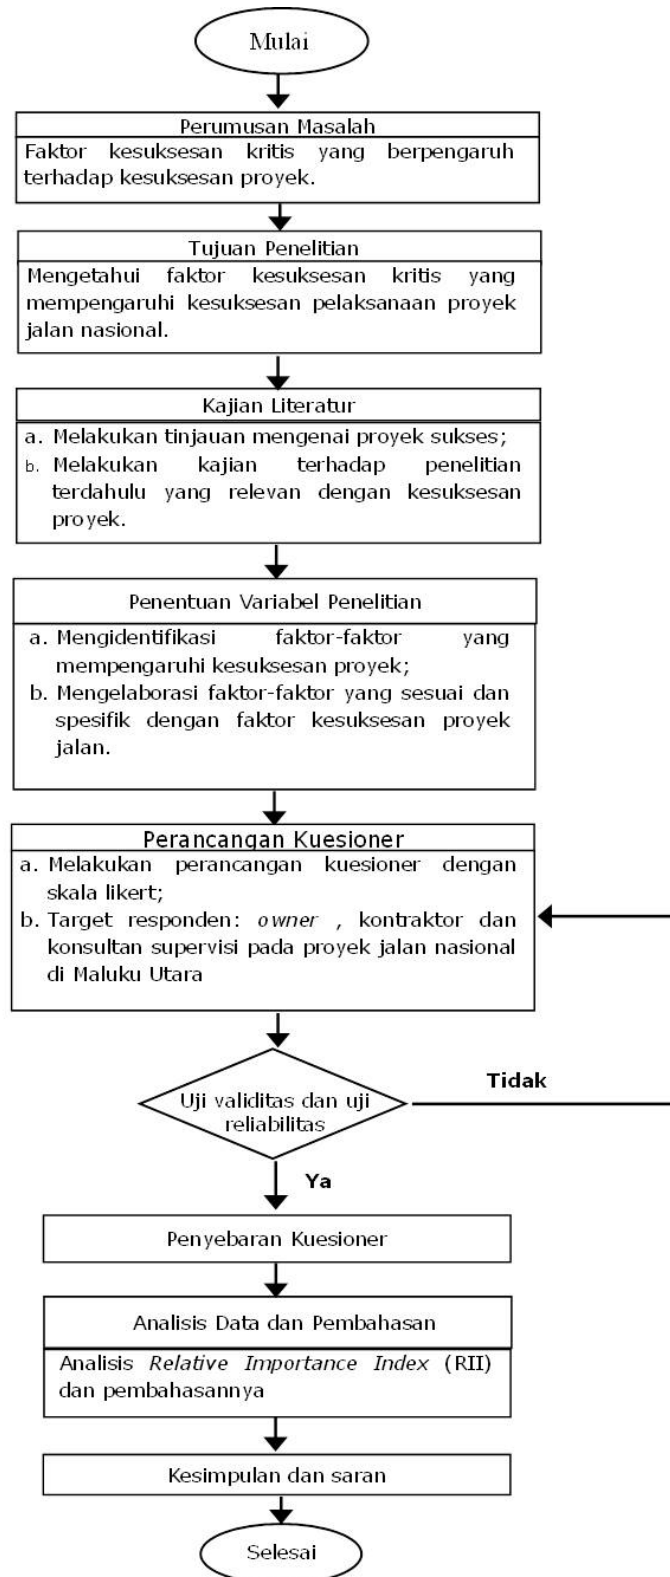 Mulai
Perumusan Masalah
Faktor kesuksesan kritis yang berpengaruh
terhadap kesuksesan proyek.
Tujuan Penelitian
Mengetahui faktor kesuksesan kritis yang
mempengaruhi kesuksesan pelaksanaan proyek
jalan nasional.
Kajian Literatur
a. Melakukan tinjauan mengenai proyek sukses;
b. Melakukan kajian terhadap penelitian
terdahulu yang relevan dengan kesuksesan
proyek.
Penentuan Variabel Penelitian
a. Mengidentifikasi faktor-faktor yang
mempengaruhi kesuksesan proyek;
b. Mengelaborasi faktor-faktor yang sesuai dan
spesifik dengan faktor kesuksesan proyek
jalan.
Perancangan Kuesioner
a. Melakukan perancangan kuesioner dengan
skala likert;
b. Target responden: owner , kontraktor dan
konsultan supervisi pada proyek jalan nasional
di Maluku Utara
Uji validitas dan uji
reliabilitas
Tidak
Ya
Penyebaran Kuesioner
Analisis Data dan Pembahasan
Analisis Relative Importance Index (RII)
dan pembahasannya
Kesimpulan dan saran
Selesai